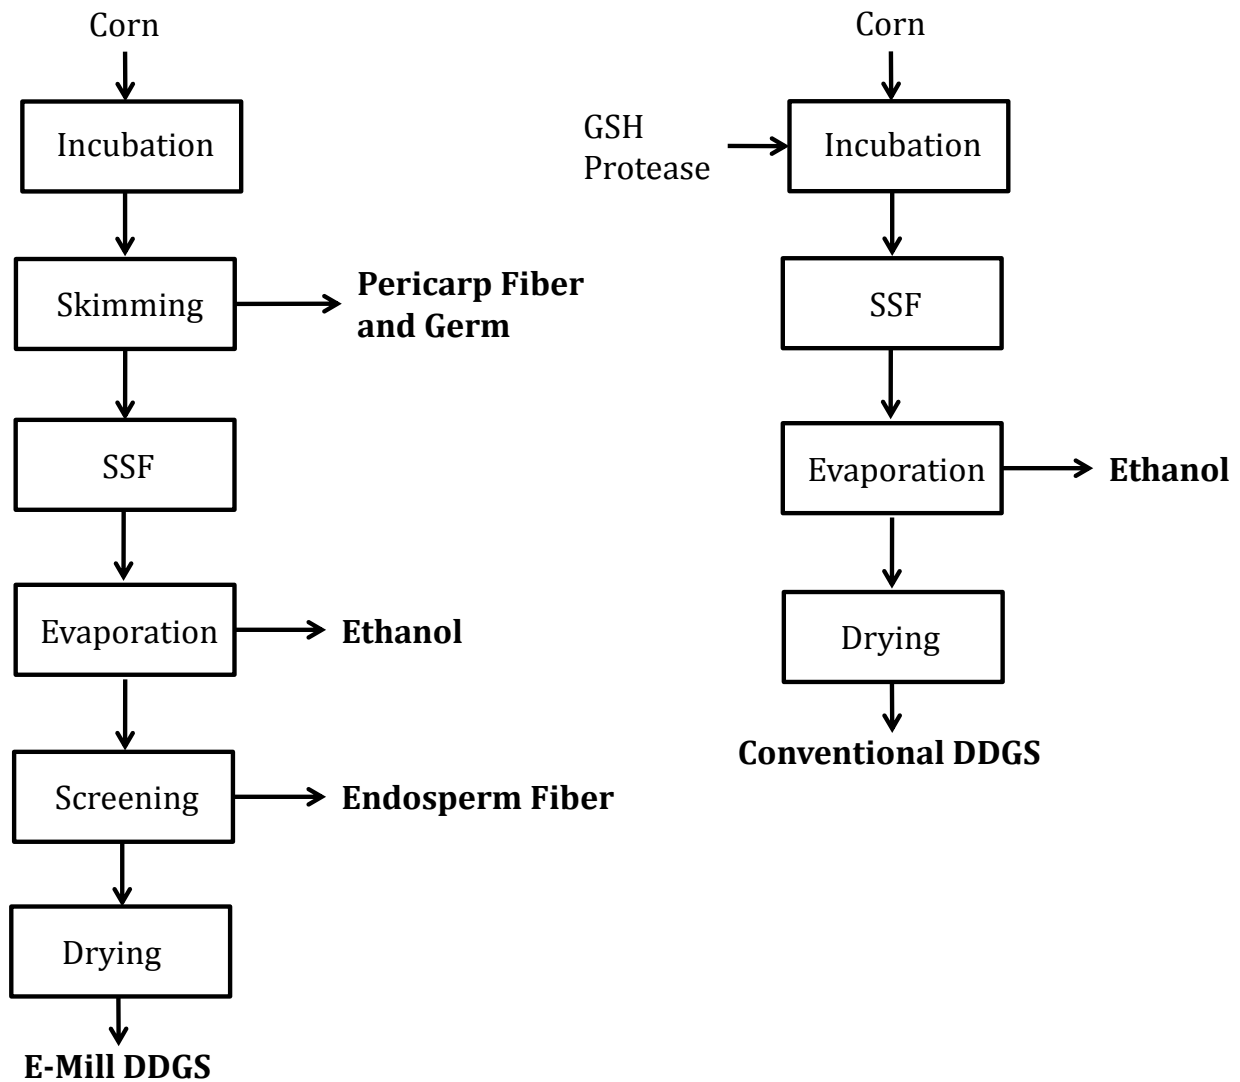 Corn
Incubation
Skimming
Pericarp Fiber
and Germ
SSF
Evaporation
Ethanol
Screening
Endosperm Fiber
Drying
E-Mill DDGS
Corn
GSH
Protease
Incubation
SSF
Evaporation
Ethanol
Drying
Conventional DDGS